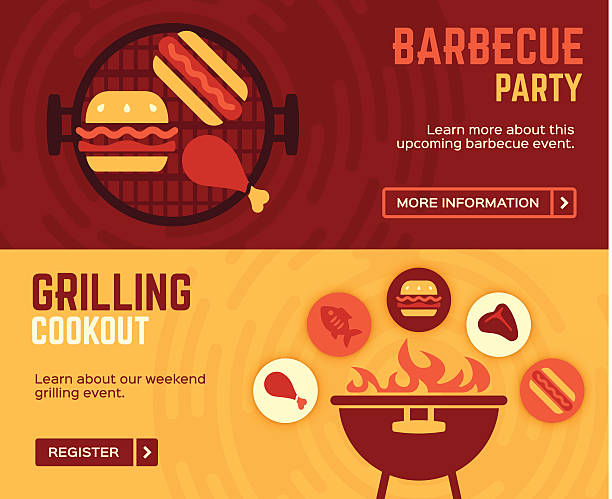 BARBECUE
PARTY
Learn more about this
upcoming barbecue event.
MORE INFORMATION
GRILLING
COOKOUT
Learn about our weekend
grilling event.
REGISTER